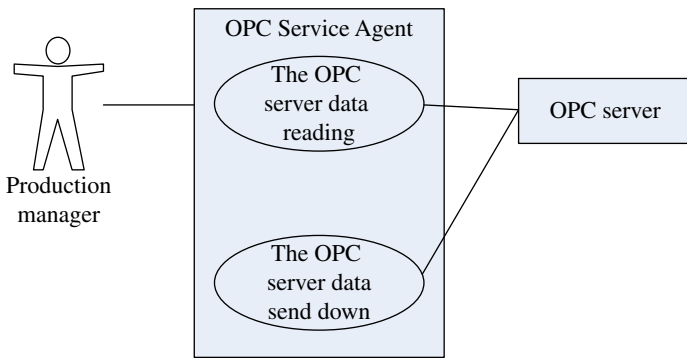 OPC Service Agent
The OPC
server data
reading
OPC server
Production
manager
The OPC
server data
send down